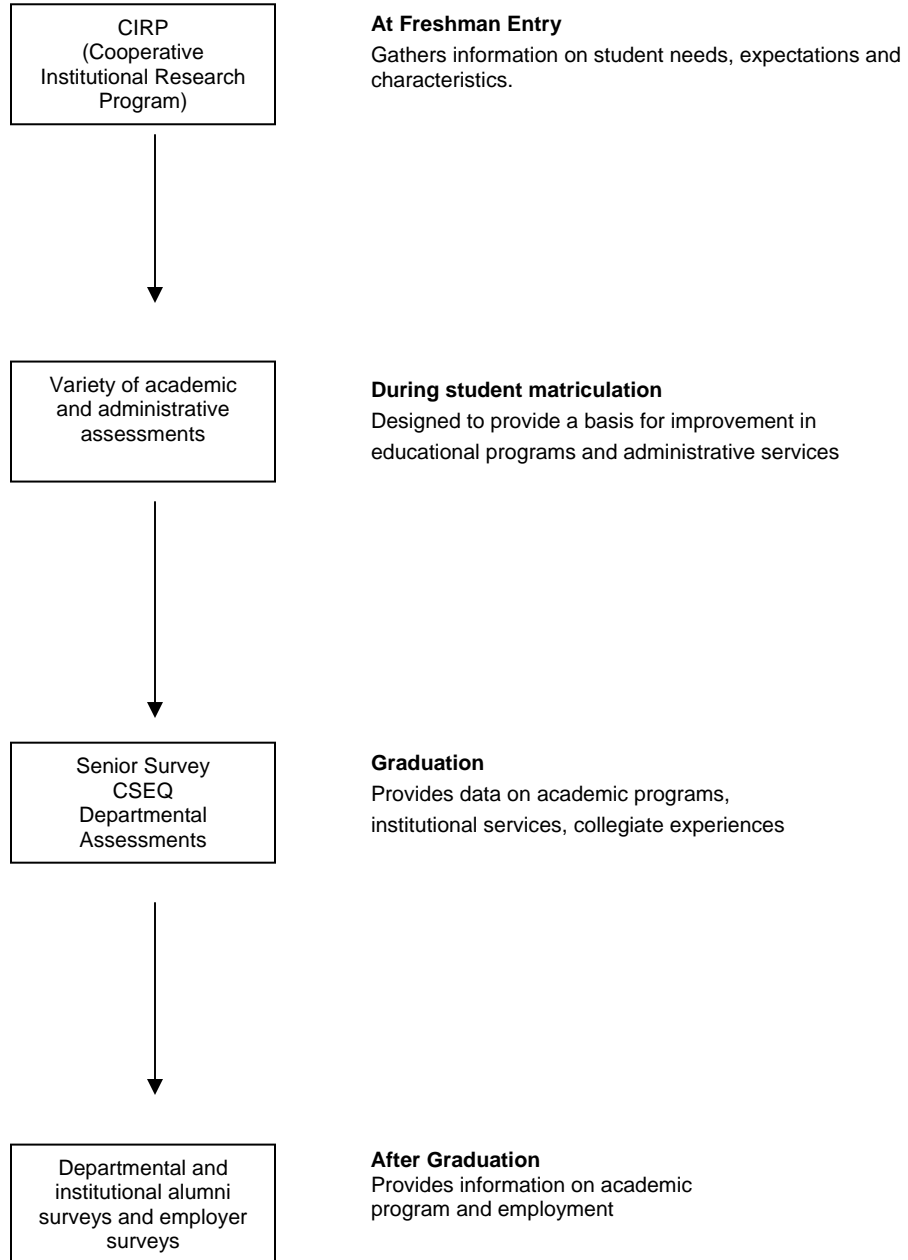 CIRP
(Cooperative
Institutional Research
Program)
At Freshman Entry
Gathers information on student needs, expectations and
characteristics.
Variety of academic
and administrative
assessments
During student matriculation
Designed to provide a basis for improvement in
educational programs and administrative services
Senior Survey
CSEQ
Departmental
Assessments
Graduation
Provides data on academic programs,
institutional services, collegiate experiences
Departmental and
institutional alumni
surveys and employer
surveys
After Graduation
Provides information on academic
program and employment